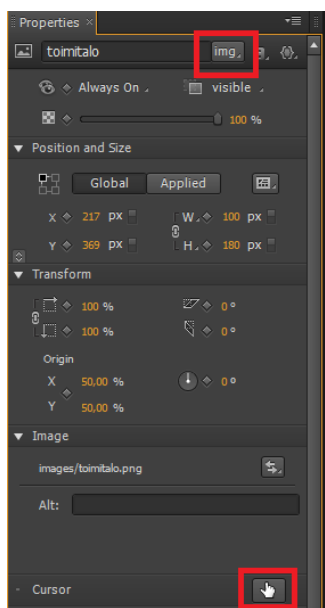 Properties ×
toimitalo img
Always On visible
100 %
Position and Size
Global Applied
X 217 px W 100 px
Y 369 px H 180 px
Transform
100 % 0°
100 % 0°
Origin
X 50,00 % 0°
Y 50,00 %
Image
images/toimitalo.png
Alt:
Cursor